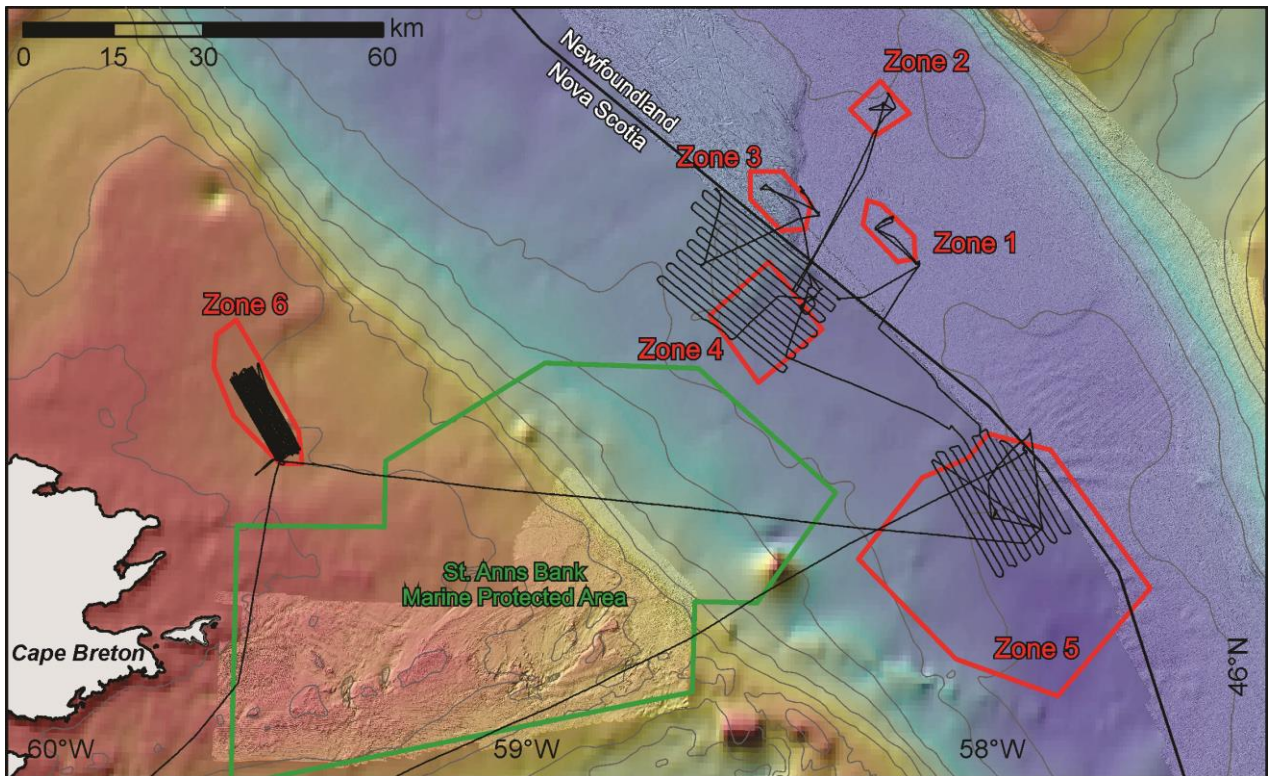 km
0 15 30 60
Newfoundland
Nova Scotia
Zone 2
Zone 3
Zone 1
Zone 6
Zone 4
St. Anns Bank
Marine Protected Area
Cape Breton
Zone 5
46°N
60°W
59°W
58°W